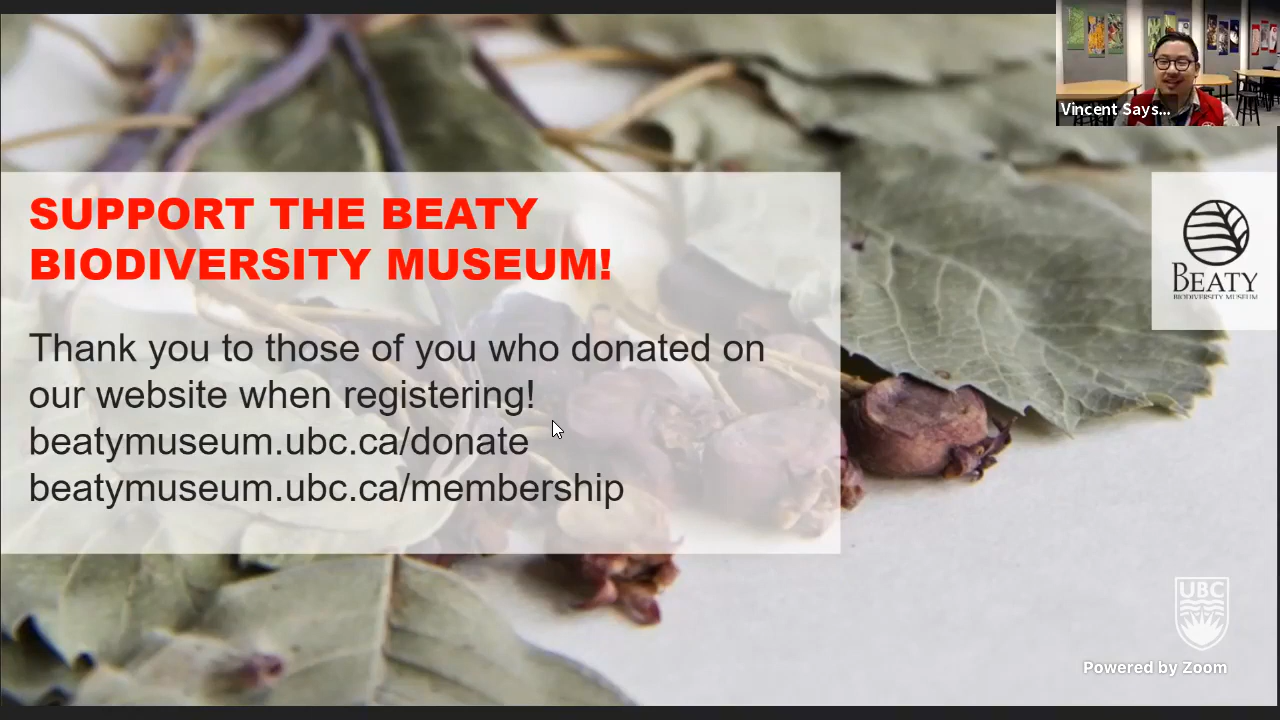 Vincent Says...
SUPPORT THE BEATY
BIODIVERSITY MUSEUM!
BEATY
BIODIVERSITY MUSEUM
Thank you to those of you who donated on
our website when registering!
beatymuseum.ubc.ca/donate
beatymuseum.ubc.ca/membership
UBC
Powered by Zoom